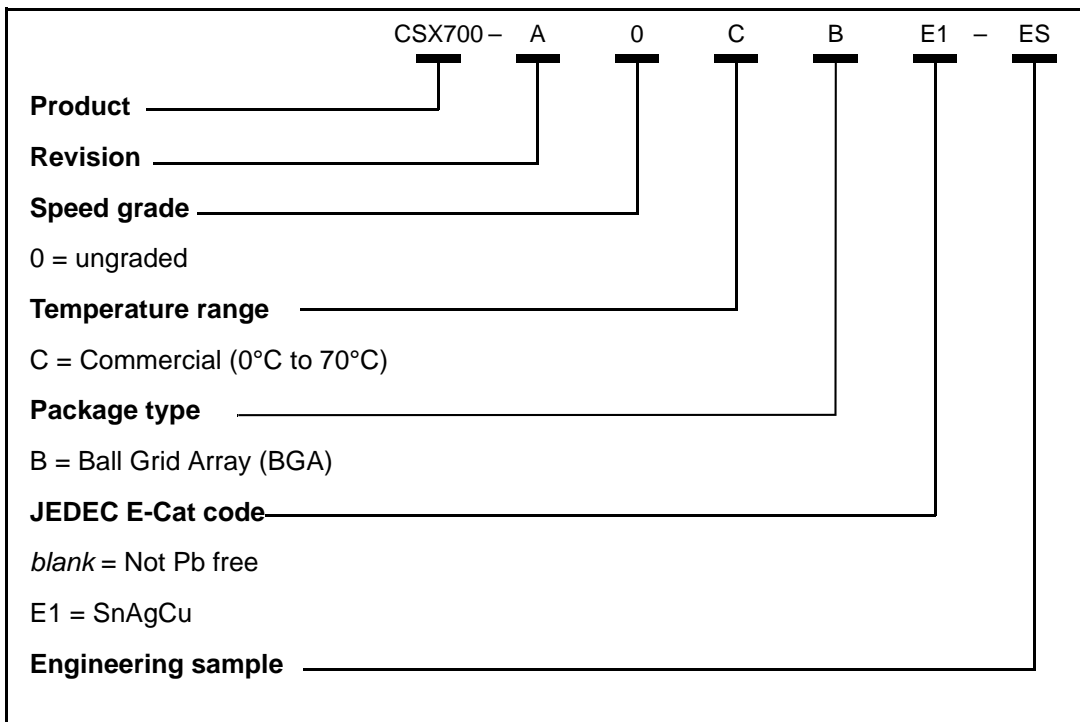 CSX700 – A 0 C B E1 – ES
Product
Revision
Speed grade
0 = ungraded
Temperature range
C = Commercial (0°C to 70°C)
Package type
B = Ball Grid Array (BGA)
JEDEC E-Cat code
blank = Not Pb free
E1 = SnAgCu
Engineering sample